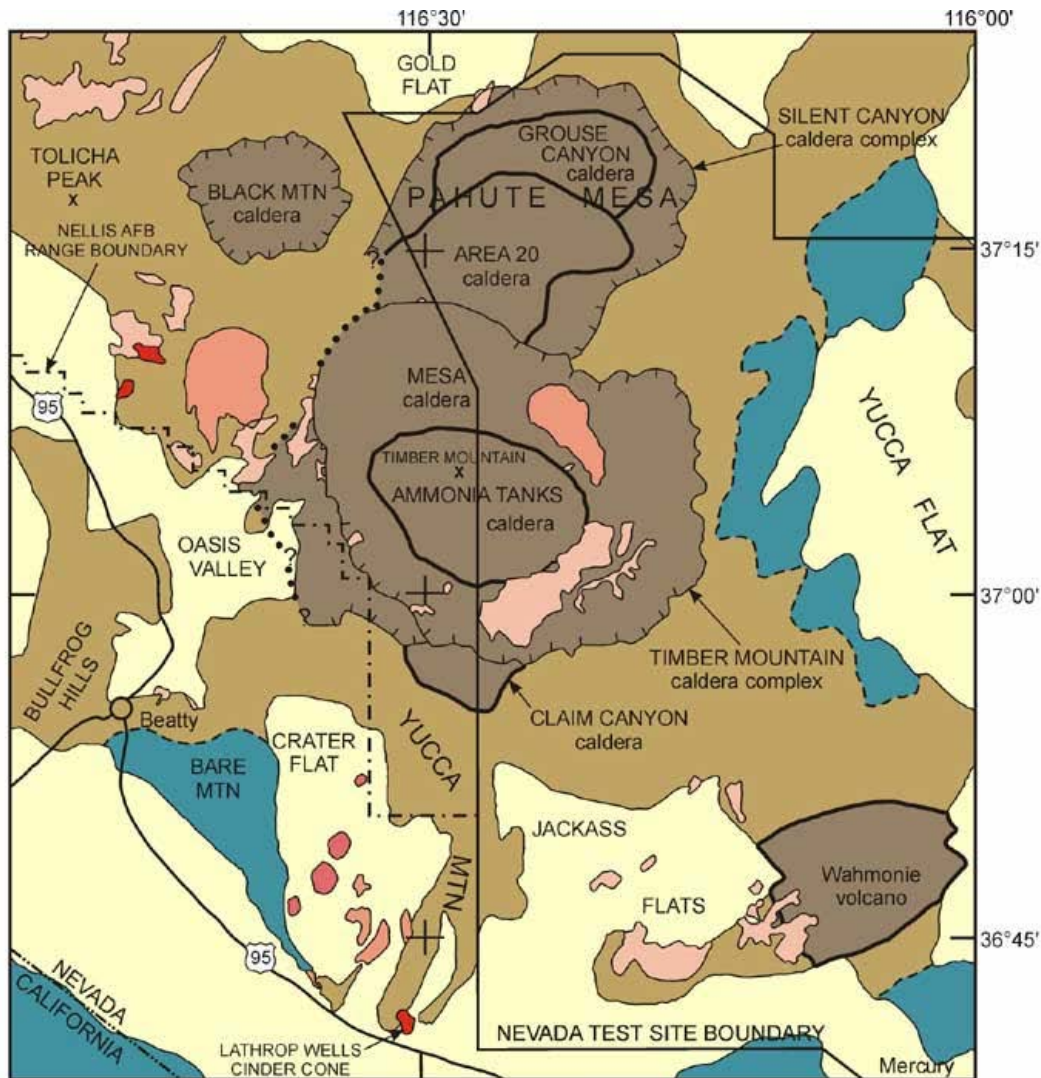 116°30'
116°00'
GOLD
FLAT
SILENT CANYON
caldera complex
GROUSE
CANYON
caldera
TOLICHA
PEAK
x
BLACK MTN
caldera
PAHUTE MESA
NELLIS AFB
RANGE BOUNDARY
?
AREA 20
caldera
37°15'
MESA
caldera
95
YUCCA FLAT
TIMBER MOUNTAIN
x
AMMONIA TANKS
caldera
OASIS
VALLEY
?
?
37°00'
BULLFROG
HILLS
TIMBER MOUNTAIN
caldera complex
Beatty
CLAIM CANYON
caldera
YUCCA
MTN
CRATER
FLAT
BARE
MTN
JACKASS
FLATS
Wahmonie
volcano
36°45'
95
NEVADA
CALIFORNIA
NEVADA TEST SITE BOUNDARY
LATHROP WELLS
CINDER CONE
Mercury